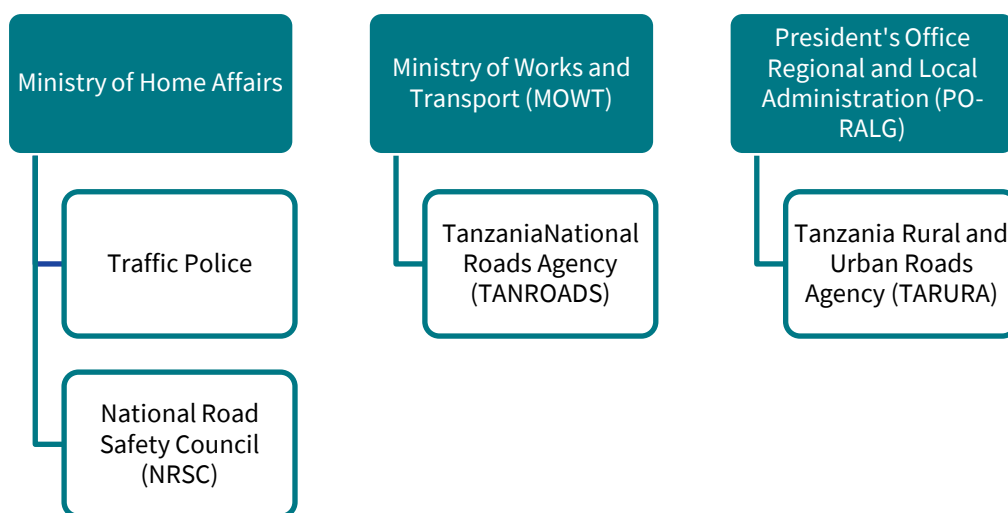 Ministry of Home Affairs
Traffic Police
National Road
Safety Council
(NRSC)
Ministry of Works and
Transport (MOWT)
TanzaniaNational
Roads Agency
(TANROADS)
President's Office
Regional and Local
Administration (PO-
RALG)
Tanzania Rural and
Urban Roads
Agency (TARURA)